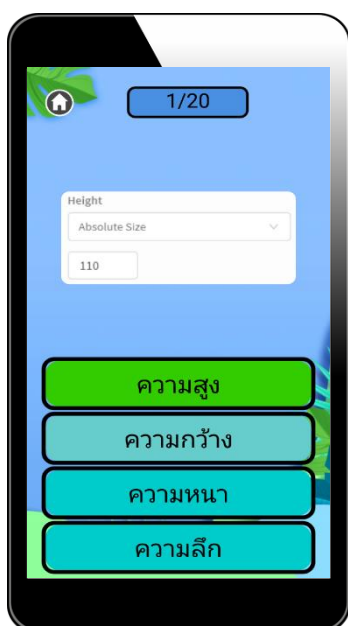 1/20
Height
Absolute Size
110
ความสูง
ความกว้าง
ความหนา
ความลึก